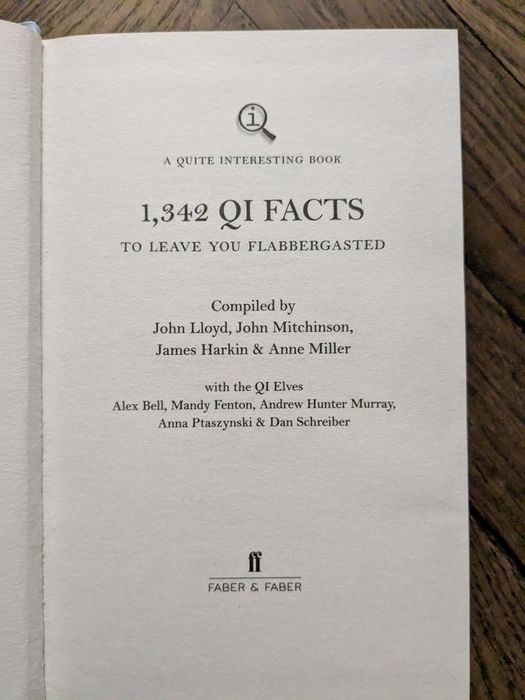 i
A QUITE INTERESTING BOOK
1,342 QI FACTS
TO LEAVE YOU FLABBERGASTED
Compiled by
John Lloyd, John Mitchinson,
James Harkin & Anne Miller
with the QI Elves
Alex Bell, Mandy Fenton, Andrew Hunter Murray,
Anna Ptaszynski & Dan Schreiber
ff
FABER & FABER